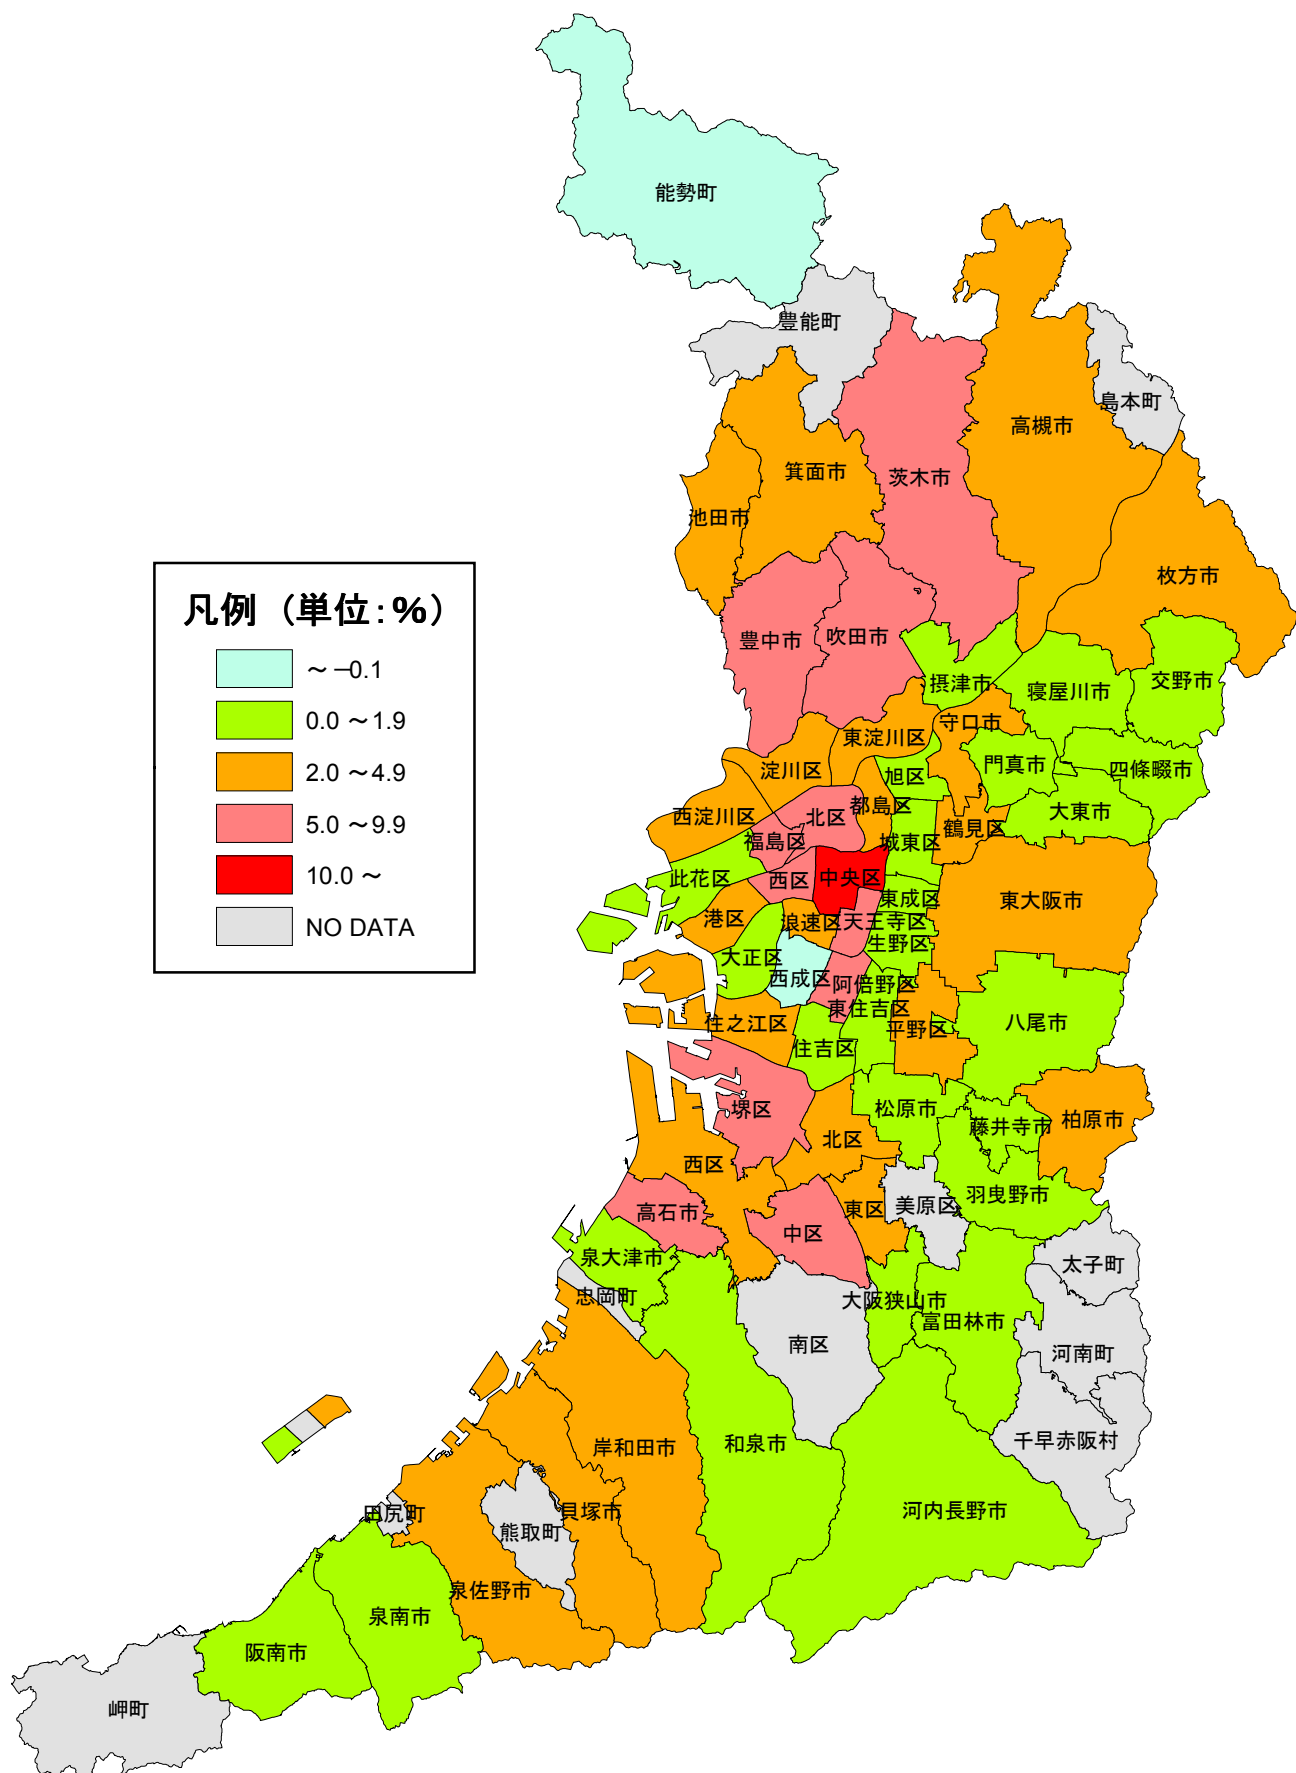 能勢町
豊能町
島本町
高槻市
茨木市
箕面市
池田市
枚方市
凡例（単位：%）
～－0.1
0.0 ～1.9
2.0 ～4.9
5.0 ～9.9
10.0 ～
NO DATA
豊中市
吹田市
摂津市
寝屋川市
交野市
守口市
東淀川区
淀川区
旭区
門真市
四條畷市
西淀川区
北区
都島区
大東市
鶴見区
福島区
城東区
此花区
西区
中央区
東成区
東大阪市
港区
浪速区
天王寺区
生野区
大正区
西成区
阿倍野区
東住吉区
平野区
八尾市
住之江区
住吉区
堺区
松原市
藤井寺市
柏原市
北区
西区
羽曳野市
高石市
東区
美原区
中区
泉大津市
太子町
忠岡町
大阪狭山市
富田林市
南区
河南町
岸和田市
和泉市
千早赤阪村
田尻町
貝塚市
熊取町
河内長野市
泉佐野市
泉南市
阪南市
岬町